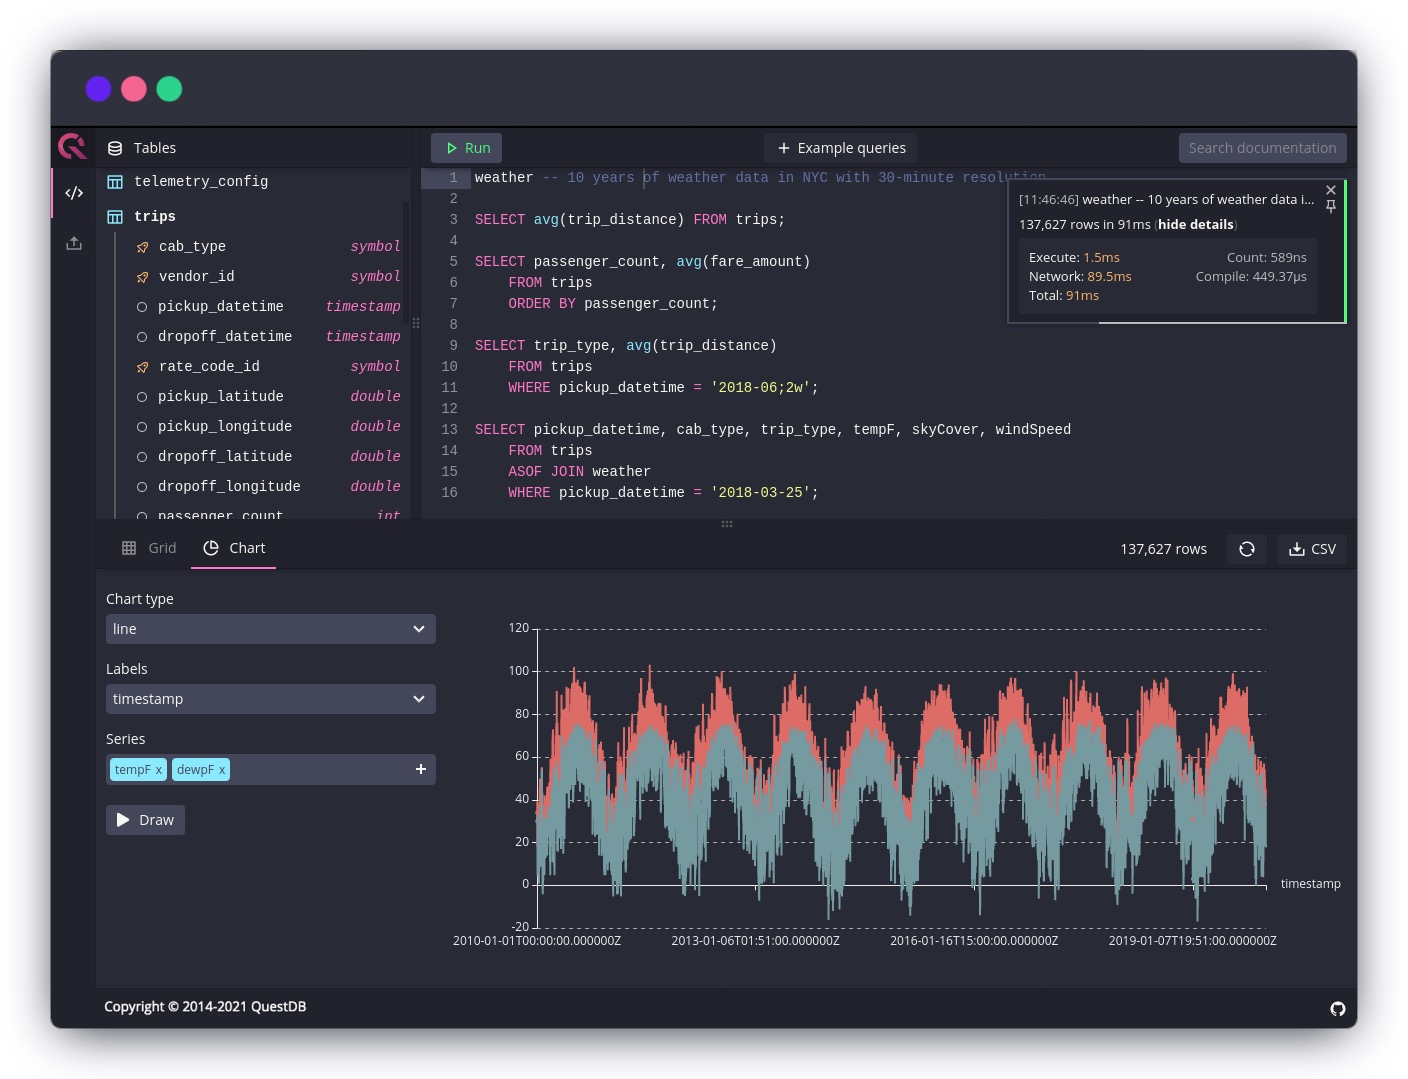 Tables
Run
Example queries
Search documentation
telemetry_config
trips
cab_type symbol
vendor_id symbol
pickup_datetime timestamp
dropoff_datetime timestamp
rate_code_id symbol
pickup_latitude double
pickup_longitude double
dropoff_latitude double
dropoff_longitude double
passenger_count int
1 weather -- 10 years of weather data in NYC with 30-minute resolution
2
3 SELECT avg(trip_distance) FROM trips;
4
5 SELECT passenger_count, avg(fare_amount)
6 FROM trips
7 ORDER BY passenger_count;
8
9 SELECT trip_type, avg(trip_distance)
10 FROM trips
11 WHERE pickup_datetime = '2018-06;2w';
12
13 SELECT pickup_datetime, cab_type, trip_type, tempF, skyCover, windSpeed
14 FROM trips
15 ASOF JOIN weather
16 WHERE pickup_datetime = '2018-03-25';
[11:46:46] weather -- 10 years of weather data i...
137,627 rows in 91ms (hide details)
Execute: 1.5ms Count: 589ns
Network: 89.5ms Compile: 449.37µs
Total: 91ms
Grid
Chart
137,627 rows
CSV
Chart type
line
Labels
timestamp
Series
tempF x dewpF x
Draw
120
100
80
60
40
20
0
-20
timestamp
2010-01-01T00:00:00.000000Z 2013-01-06T01:51:00.000000Z 2016-01-16T15:00:00.000000Z 2019-01-07T19:51:00.000000Z
Copyright © 2014-2021 QuestDB